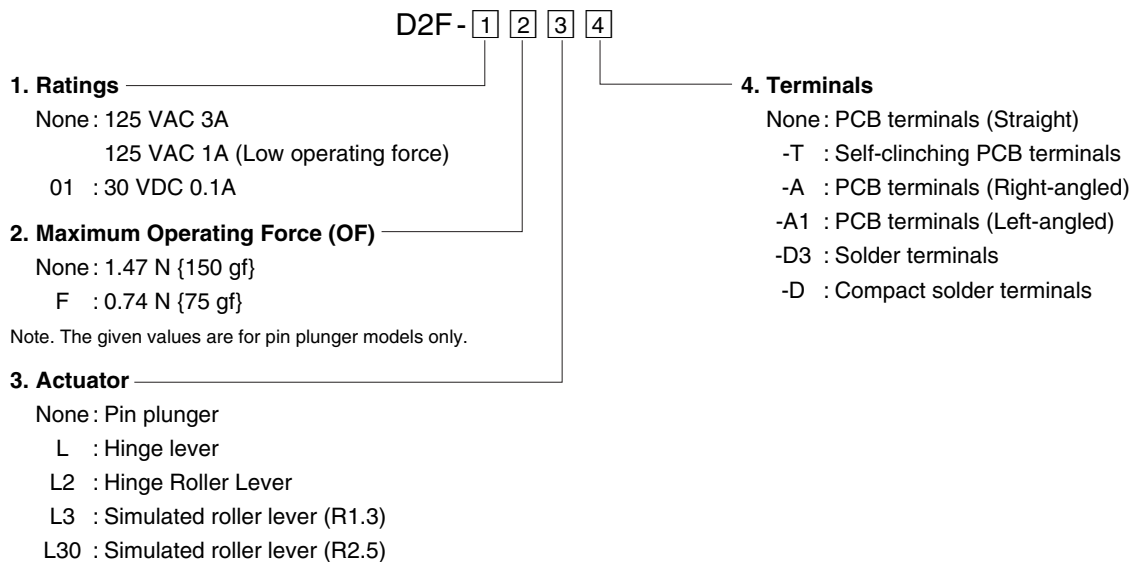 D2F- 1 2 3 4
1. Ratings
None : 125 VAC 3A
125 VAC 1A (Low operating force)
01 : 30 VDC 0.1A
2. Maximum Operating Force (OF)
None : 1.47 N {150 gf}
F : 0.74 N {75 gf}
Note. The given values are for pin plunger models only.
3. Actuator
None : Pin plunger
L : Hinge lever
L2 : Hinge Roller Lever
L3 : Simulated roller lever (R1.3)
L30 : Simulated roller lever (R2.5)
4. Terminals
None : PCB terminals (Straight)
-T : Self-clinching PCB terminals
-A : PCB terminals (Right-angled)
-A1 : PCB terminals (Left-angled)
-D3 : Solder terminals
-D : Compact solder terminals